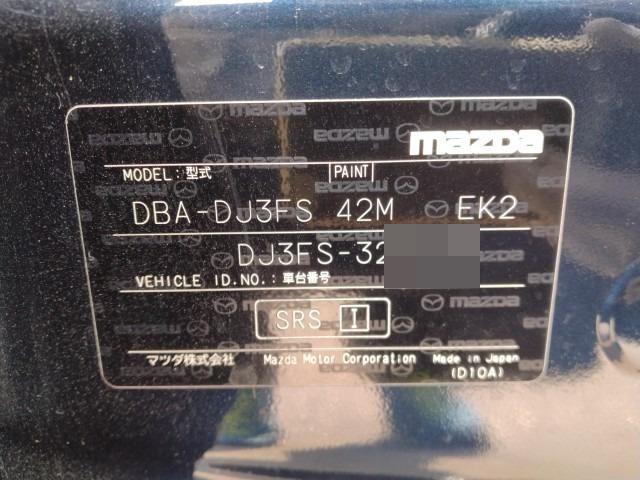 mazda
MODEL:型式 PAINT
DBA-DJ3FS 42M EK2
DJ3FS-32
VEHICLE ID.NO.:車台番号
SRS I
マツダ株式会社 Mazda Motor Corporation Made in Japan
(D10A)